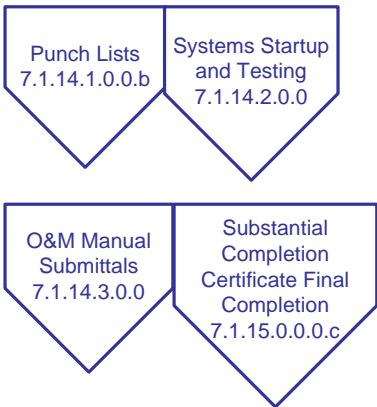 Punch Lists
7.1.14.1.0.0.b
Systems Startup
and Testing
7.1.14.2.0.0
O&M Manual
Submittals
7.1.14.3.0.0
Substantial
Completion
Certificate Final
Completion
7.1.15.0.0.0.c